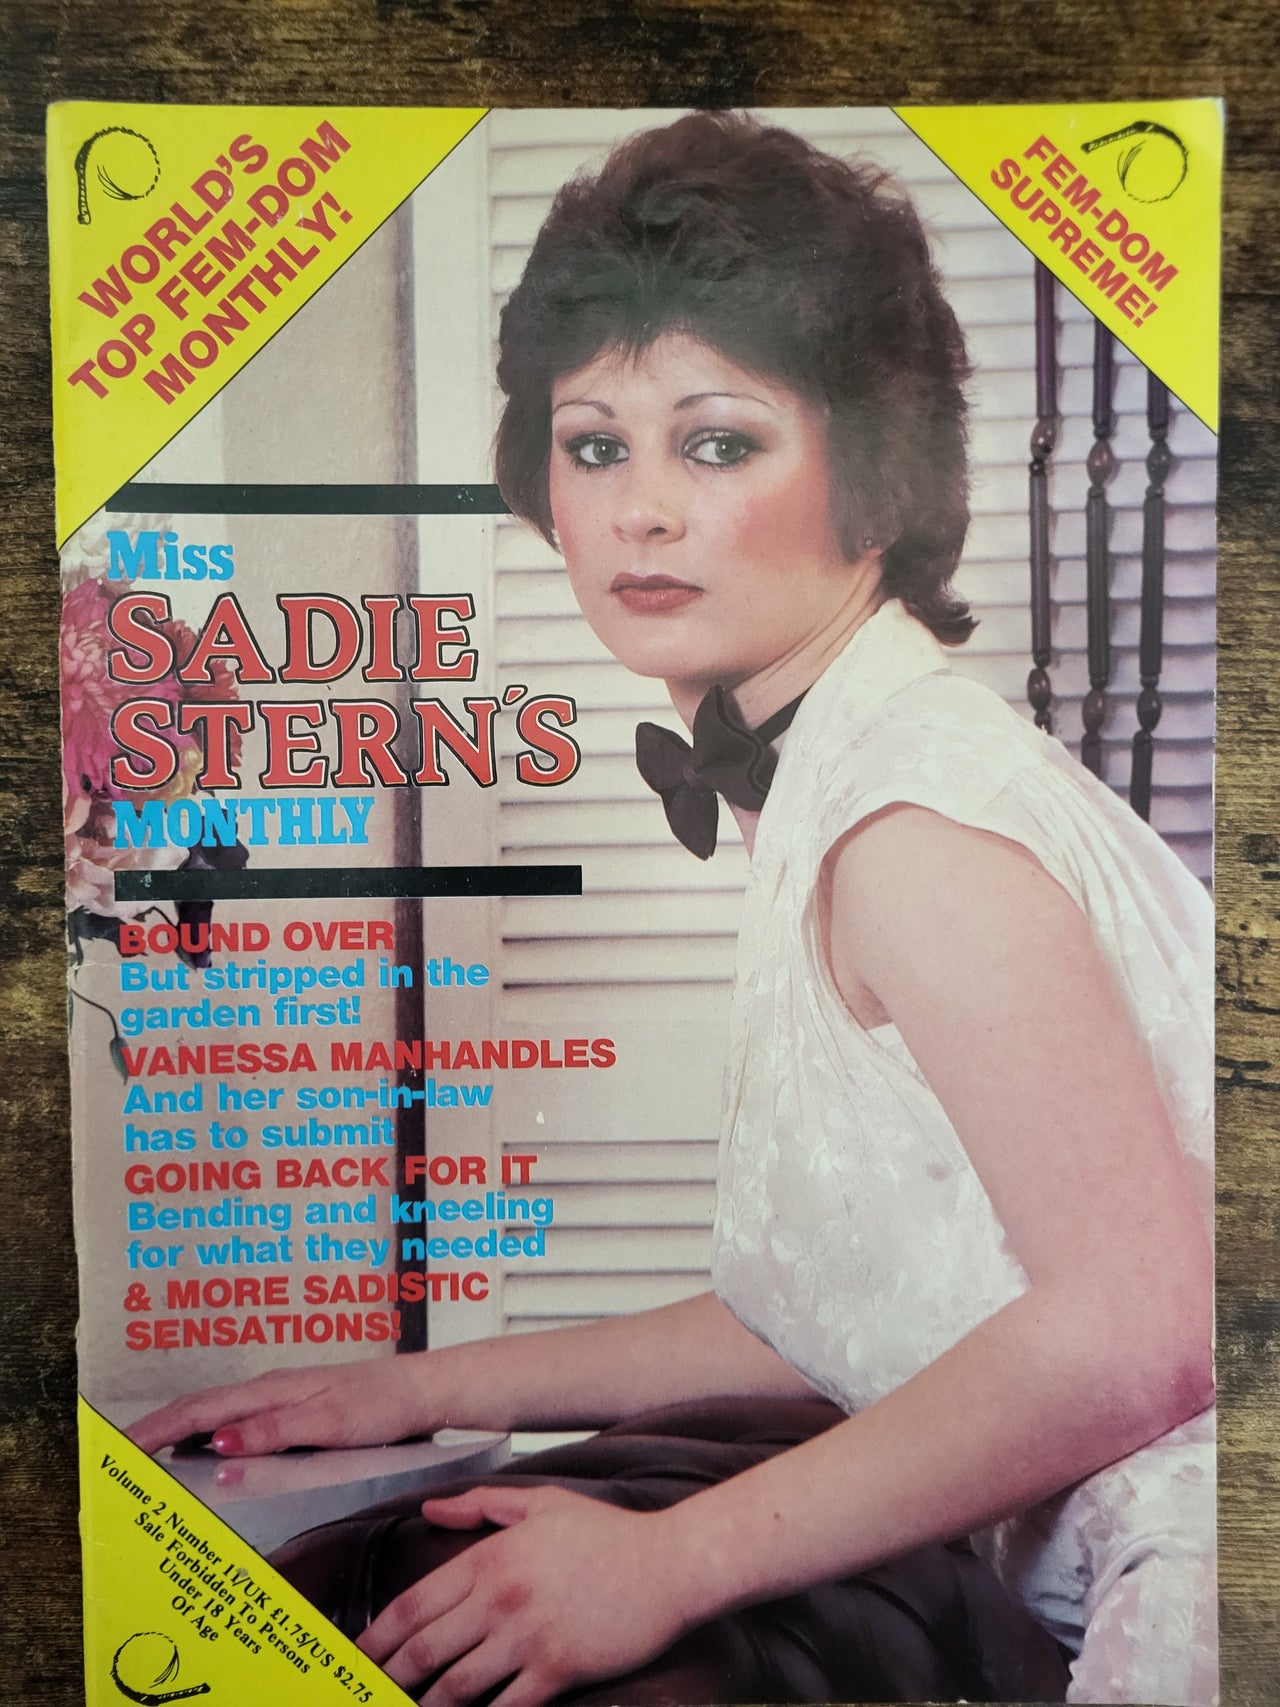 WORLD'S
TOP FEM-DOM
MONTHLY!
FEM-DOM
SUPREME!
Miss
SADIE
STERN'S
MONTHLY
BOUND OVER
But stripped in the
garden first!
VANESSA MANHANDLES
And her son-in-law
has to submit
GOING BACK FOR IT
Bending and kneeling
for what they needed
& MORE SADISTIC
SENSATIONS!
Volume 2 Number 11/UK £1.75/US $2.75
Sale Forbidden To Persons
Under 18 Years
Of Age